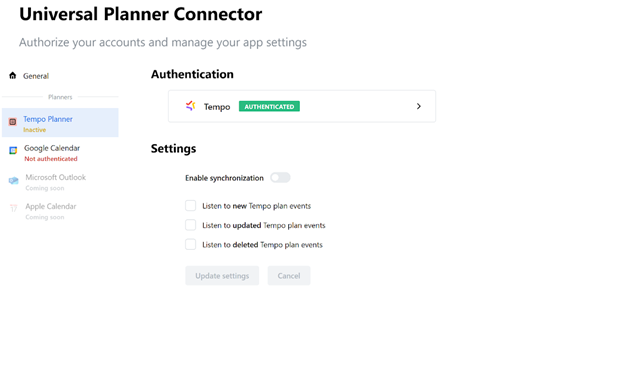 Universal Planner Connector
Authorize your accounts and manage your app settings
General
Planners
Tempo Planner
Inactive
Google Calendar
Not authenticated
Microsoft Outlook
Coming soon
Apple Calendar
Coming soon
Authentication
Tempo AUTHENTICATED
Settings
Enable synchronization
Listen to new Tempo plan events
Listen to updated Tempo plan events
Listen to deleted Tempo plan events
Update settings Cancel